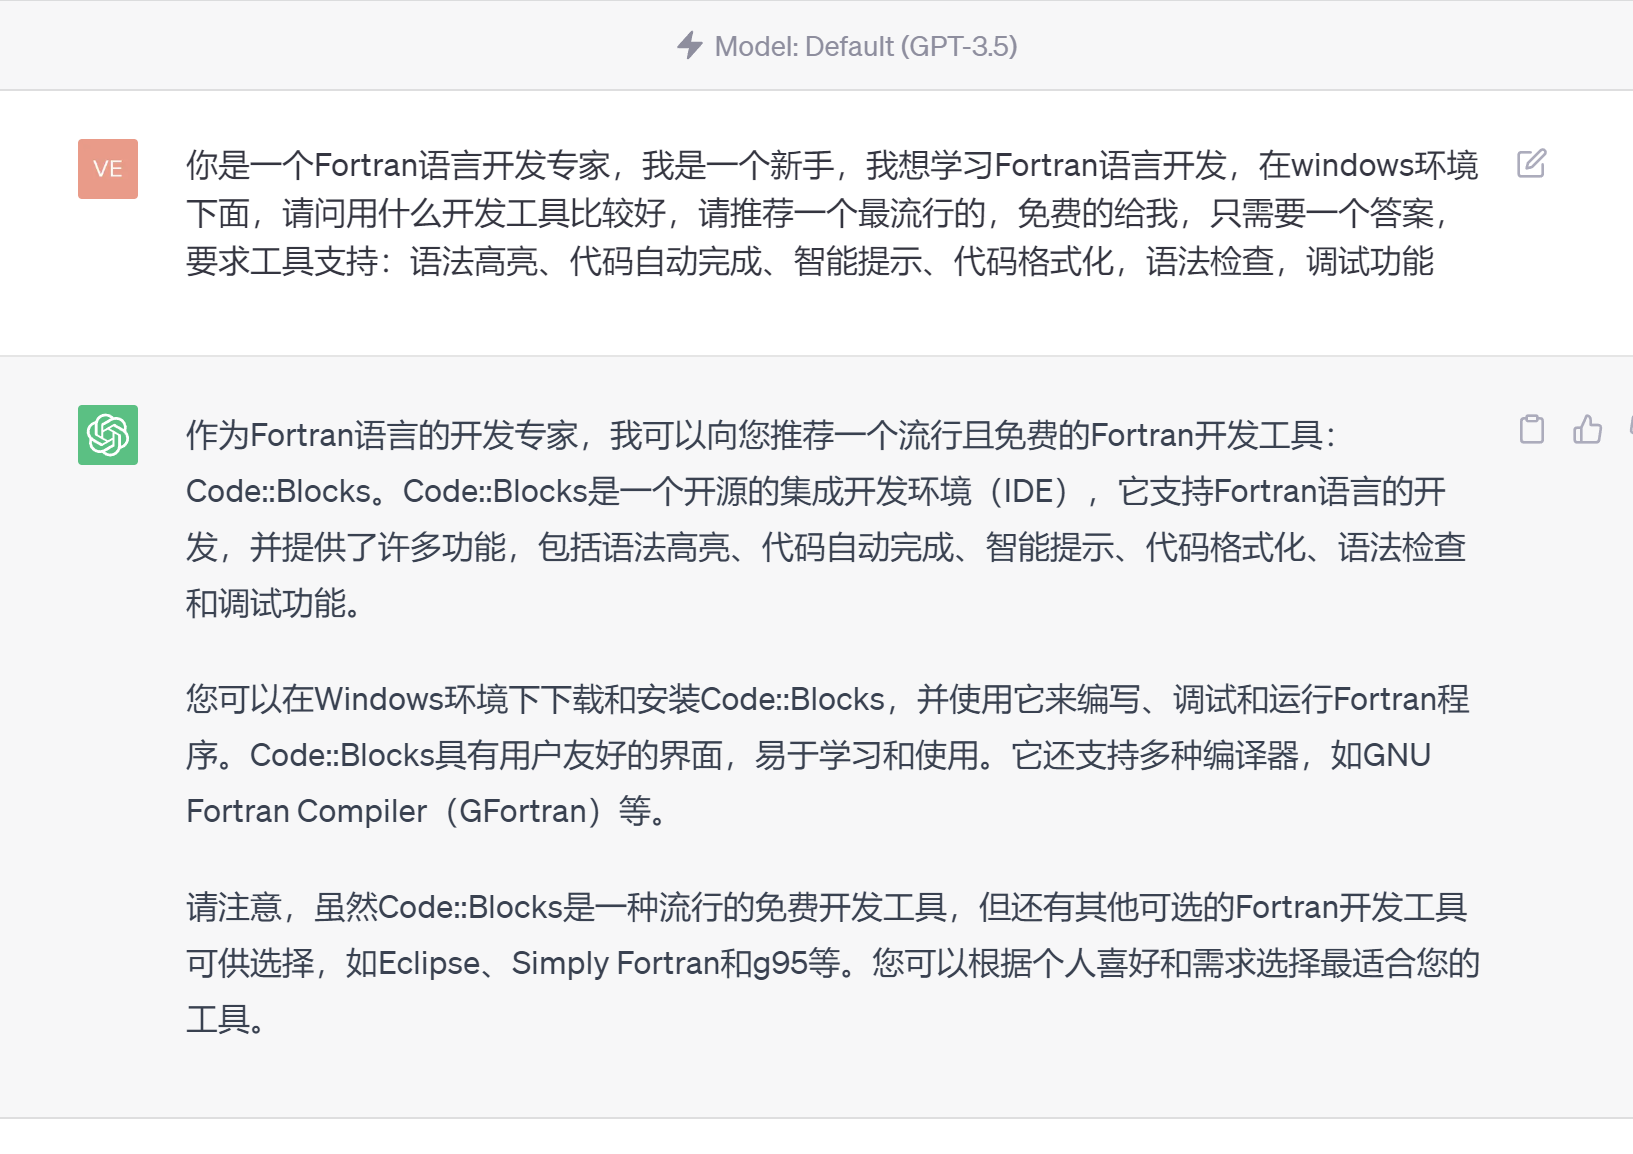 Model: Default (GPT-3.5)
VE
你是一个Fortran语言开发专家，我是一个新手，我想学习Fortran语言开发，在windows环境
下面，请问用什么开发工具比较好，请推荐一个最流行的，免费的给我，只需要一个答案，
要求工具支持：语法高亮、代码自动完成、智能提示、代码格式化，语法检查，调试功能
作为Fortran语言的开发专家，我可以向您推荐一个流行且免费的Fortran开发工具：
Code::Blocks。Code::Blocks是一个开源的集成开发环境（IDE），它支持Fortran语言的开
发，并提供了许多功能，包括语法高亮、代码自动完成、智能提示、代码格式化、语法检查
和调试功能。
您可以在Windows环境下下载和安装Code::Blocks，并使用它来编写、调试和运行Fortran程
序。Code::Blocks具有用户友好的界面，易于学习和使用。它还支持多种编译器，如GNU
Fortran Compiler（GFortran）等。
请注意，虽然Code::Blocks是一种流行的免费开发工具，但还有其他可选的Fortran开发工具
可供选择，如Eclipse、Simply Fortran和g95等。您可以根据个人喜好和需求选择最适合您的
工具。